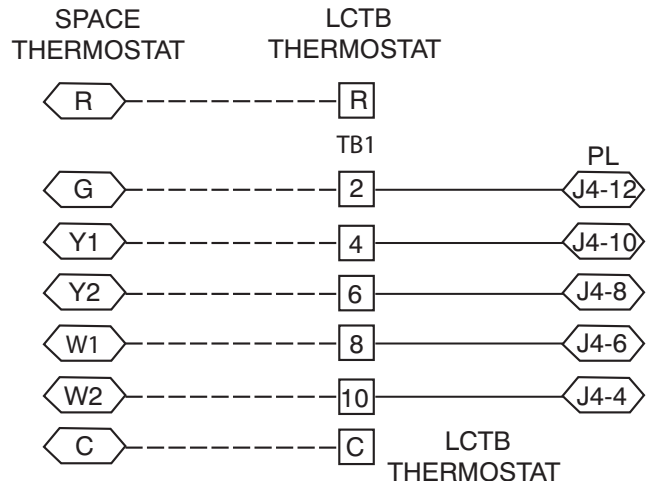 SPACE THERMOSTAT
LCTB THERMOSTAT
R R
TB1
PL
G 2 J4-12
Y1 4 J4-10
Y2 6 J4-8
W1 8 J4-6
W2 10 J4-4
C C
LCTB THERMOSTAT